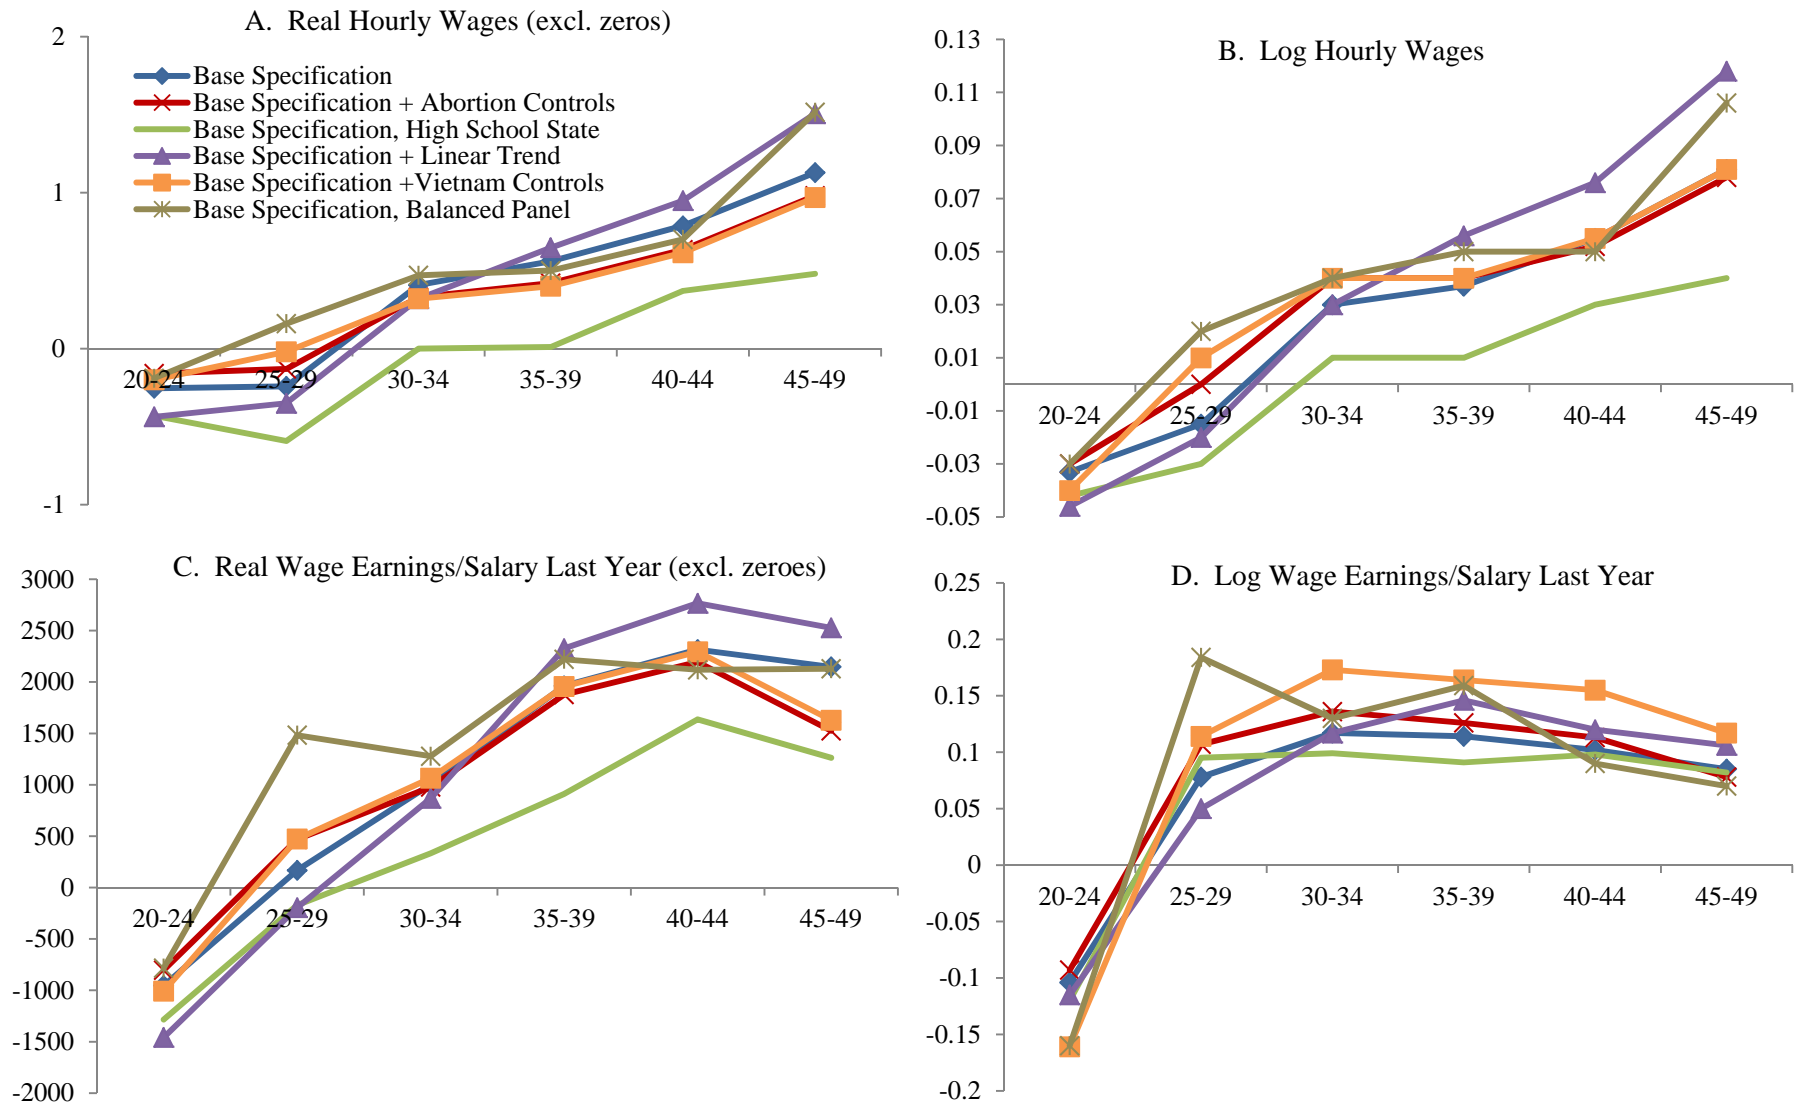 A.  Real Hourly Wages (excl. zeros)
2
1
0
-1
Base Specification
Base Specification + Abortion Controls
Base Specification, High School State
Base Specification + Linear Trend
Base Specification +Vietnam Controls
Base Specification, Balanced Panel
20-24 25-29 30-34 35-39 40-44 45-49
B.  Log Hourly Wages
0.13
0.11
0.09
0.07
0.05
0.03
0.01
-0.01
-0.03
-0.05
20-24 25-29 30-34 35-39 40-44 45-49
C.  Real Wage Earnings/Salary Last Year (excl. zeroes)
3000
2500
2000
1500
1000
500
0
-500
-1000
-1500
-2000
20-24 25-29 30-34 35-39 40-44 45-49
D.  Log Wage Earnings/Salary Last Year
0.25
0.2
0.15
0.1
0.05
0
-0.05
-0.1
-0.15
-0.2
20-24 25-29 30-34 35-39 40-44 45-49